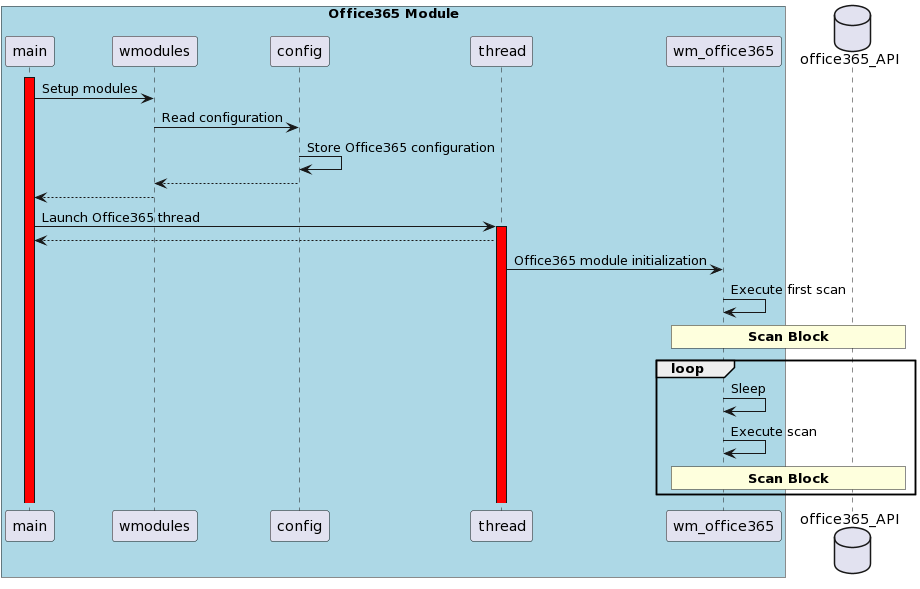 Office365 Module
main
wmodules
config
thread
wm_office365
office365_API
Setup modules
Read configuration
Store Office365 configuration
Launch Office365 thread
Office365 module initialization
Execute first scan
Scan Block
loop
Sleep
Execute scan
Scan Block
main
wmodules
config
thread
wm_office365
office365_API